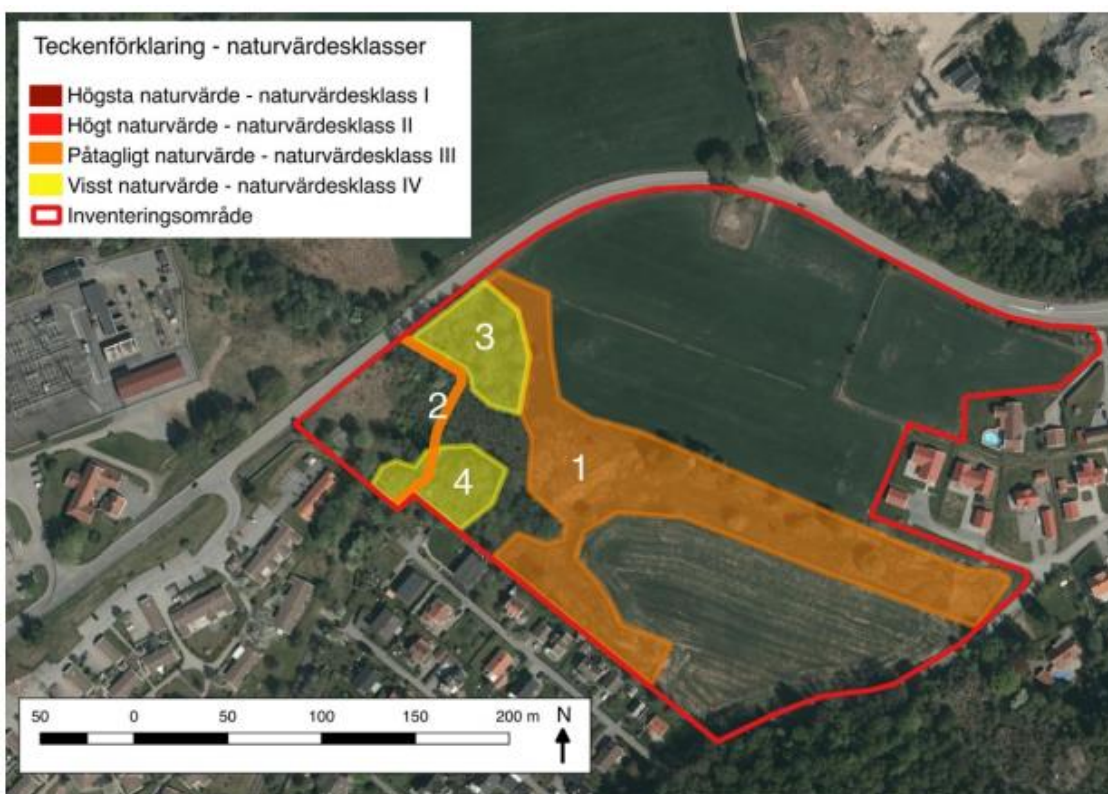 Teckenförklaring - naturvärdesklasser
Högsta naturvärde - naturvärdesklass I
Högt naturvärde - naturvärdesklass II
Påtagligt naturvärde - naturvärdesklass III
Visst naturvärde - naturvärdesklass IV
Inventeringsområde
3
2
1
4
50 0 50 100 150 200 m N